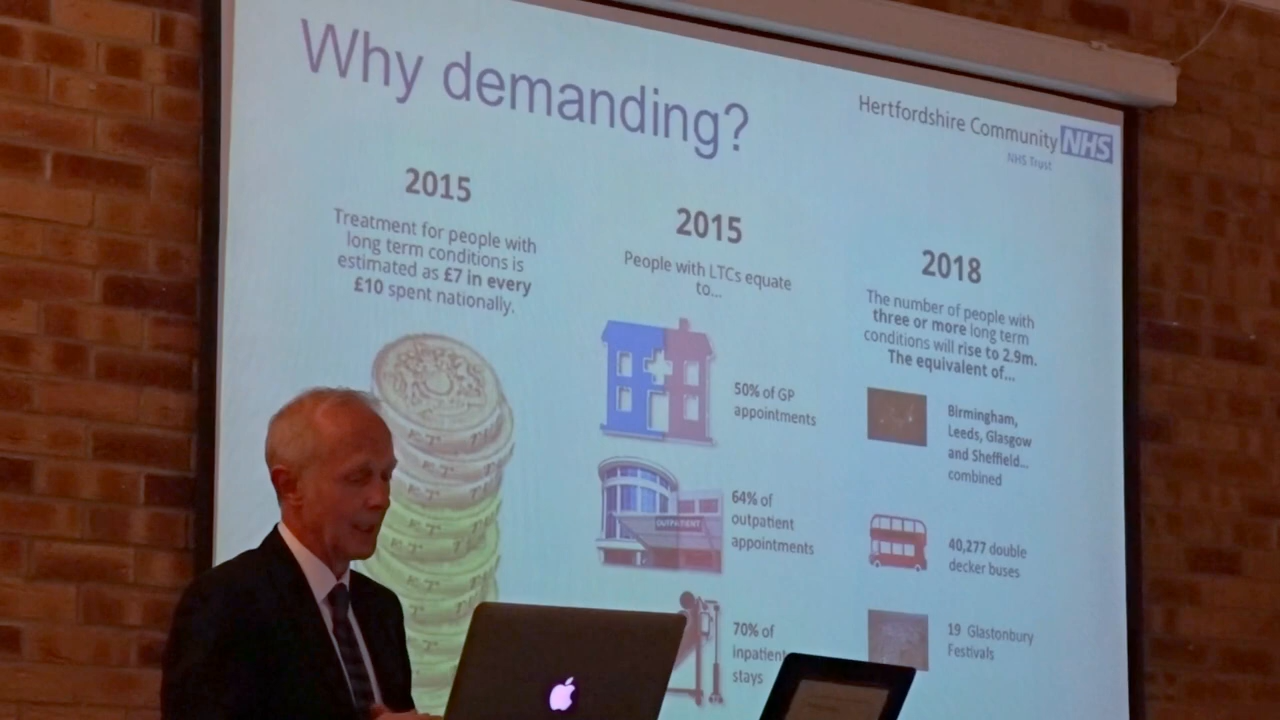 Why demanding?
Hertfordshire Community NHS
NHS Trust
2015
Treatment for people with
long term conditions is
estimated as £7 in every
£10 spent nationally.
2015
People with LTCs equate
to...
50% of GP
appointments
OUTPATIENT
64% of
outpatient
appointments
70% of
inpatient
stays
2018
The number of people with
three or more long term
conditions will rise to 2.9m.
The equivalent of...
Birmingham,
Leeds, Glasgow
and Sheffield...
combined
40,277 double
decker buses
19 Glastonbury
Festivals